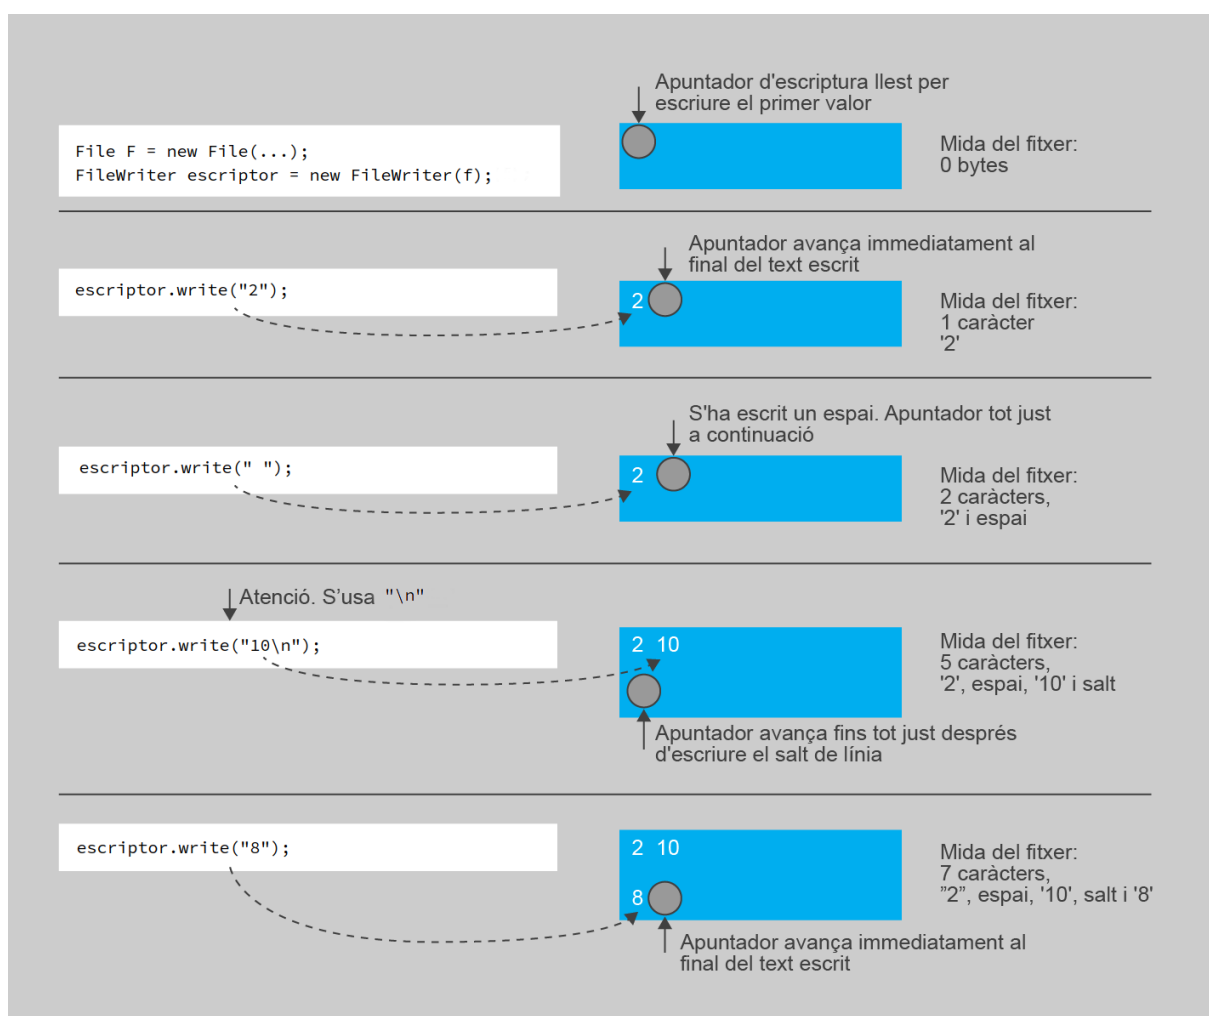 Apuntador d'escriptura llest per
escriure el primer valor
File F = new File(...);
FileWriter escriptor = new FileWriter(f);
Mida del fitxer:
0 bytes
Apuntador avança immediatament al
final del text escrit
escriptor.write("2");
2
Mida del fitxer:
1 caràcter
'2'
S'ha escrit un espai. Apuntador tot just
a continuació
escriptor.write(" ");
2
Mida del fitxer:
2 caràcters,
'2' i espai
Atenció. S’usa "\n"
escriptor.write("10\n");
2 10
Mida del fitxer:
5 caràcters,
'2', espai, '10' i salt
Apuntador avança fins tot just després
d'escriure el salt de línia
escriptor.write("8");
2 10
8
Mida del fitxer:
7 caràcters,
”2”, espai, '10', salt i '8'
Apuntador avança immediatament al
final del text escrit